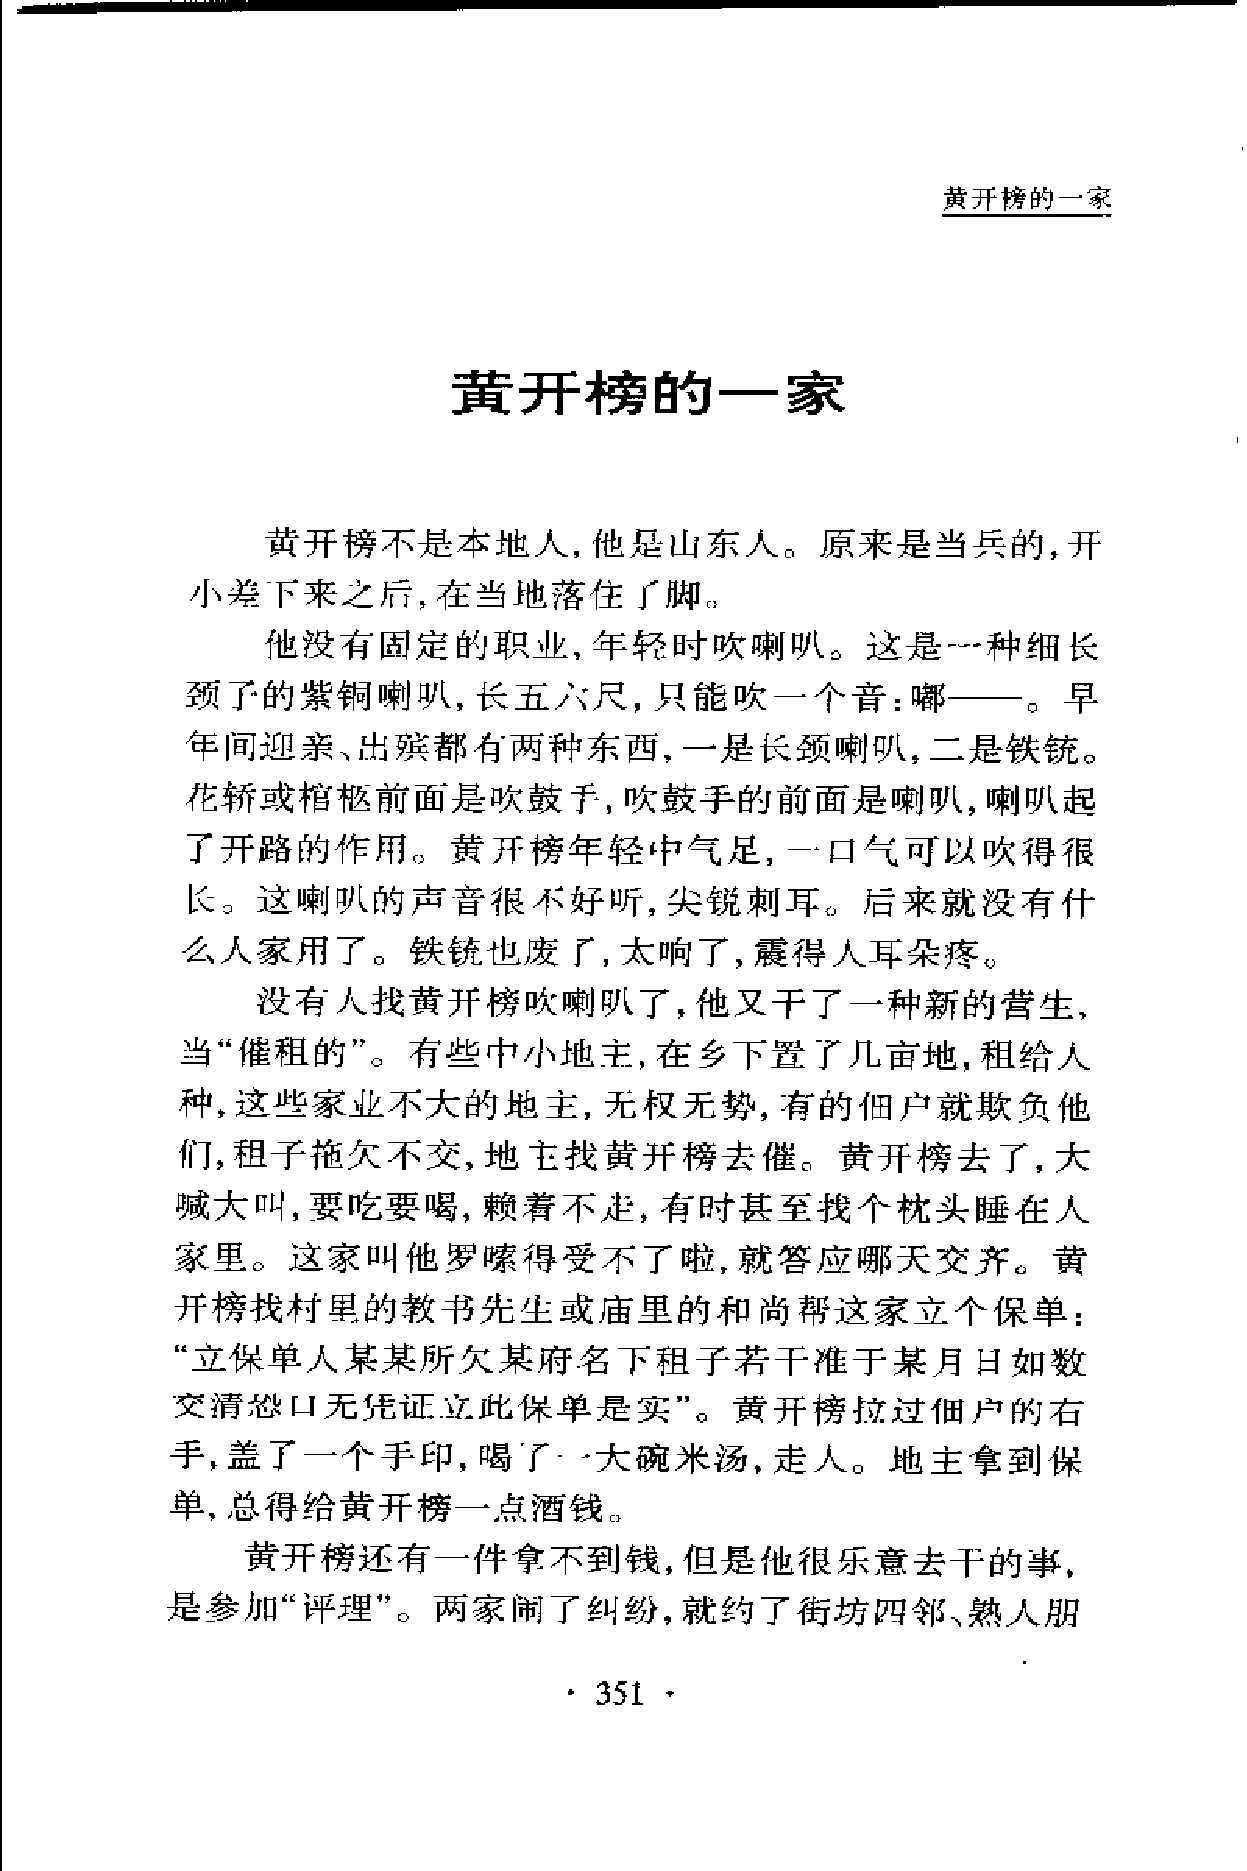 黄开榜的一家
黄开榜的一家
黄开榜不是本地人,他是山东人。原来是当兵的,开
小差下来之后,在当地落住了脚。
他没有固定的职业,年轻时吹喇叭。这是一种细长
颈子的紫铜喇叭,长五六尺,只能吹一个音:嘟——。早
年间迎亲、出殡都有两种东西,一是长颈喇叭,二是铁铳。
花轿或棺柩前面是吹鼓手,吹鼓手的前面是喇叭,喇叭起
了开路的作用。黄开榜年轻中气足,一口气可以吹得很
长。这喇叭的声音很不好听,尖锐刺耳。后来就没有什
么人家用了。铁铳也废了,太响了,震得人耳朵疼。
没有人找黄开榜吹喇叭了,他又干了一种新的营生,
当“催租的”。有些中小地主,在乡下置了几亩地,租给人
种,这些家业不大的地主,无权无势,有的佃户就欺负他
们,租子拖欠不交,地主找黄开榜去催。黄开榜去了,大
喊大叫,要吃要喝,赖着不走,有时甚至找个枕头睡在人
家里。这家叫他罗嗦得受不了啦,就答应哪天交齐。黄
开榜找村里的教书先生或庙里的和尚帮这家立个保单:
“立保单人某某所欠某府名下租子若干准于某月日如数
交清恐口无凭证立此保单是实”。黄开榜拉过佃户的右
手,盖了一个手印,喝了一大碗米汤,走人。地主拿到保
单,总得给黄开榜一点酒钱。
黄开榜还有一件拿不到钱,但是他很乐意去干的事,
是参加“评理”。两家闹了纠纷,就约了街坊四邻、熟人朋
· 351 ·